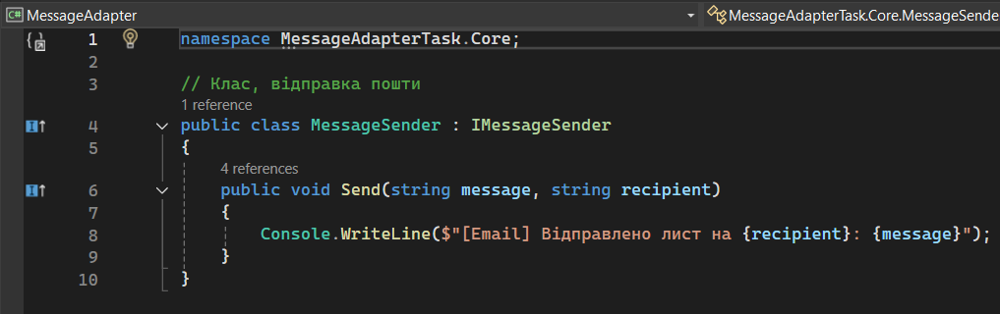 C# MessageAdapter MessageAdapterTask.Core.MessageSende
1 namespace MessageAdapterTask.Core;
2
3 // Клас, відправка пошти
1 reference
4 public class MessageSender : IMessageSender
5 {
4 references
6 public void Send(string message, string recipient)
7 {
8 Console.WriteLine($"[Email] Відправлено лист на {recipient}: {message}");
9 }
10 }